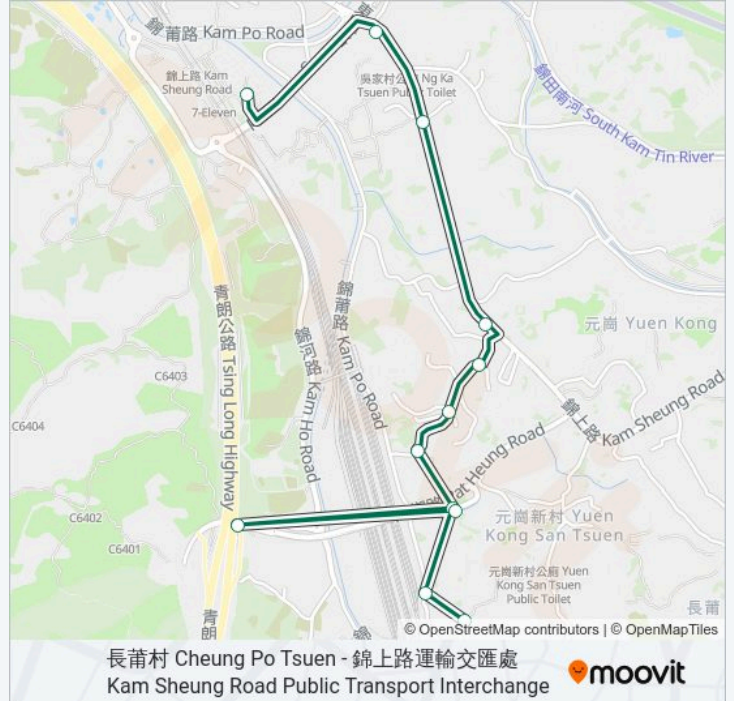 錦莆路 Kam Po Road
東
錦上路 Kam
Sheung Road
吳家村公 Ng Ka
Tsuen Public Toilet
7-Eleven
錦田南河 South Kam Tin River
青朗公路 Tsing Long Highway
錦莆路 Kam Po Road
錦河路 Kam Ho Road
元崗 Yuen Kong
C6403
錦上路 Kam Sheung Road
C6404
Pat Heung Road
C6402
元崗新村 Yuen
Kong San Tsuen
C6401
元崗新村公廁 Yuen
Kong San Tsuen
Public Toilet
長莆
青朗
© OpenStreetMap contributors | © OpenMapTiles
長莆村 Cheung Po Tsuen - 錦上路運輸交匯處
Kam Sheung Road Public Transport Interchange
moovit